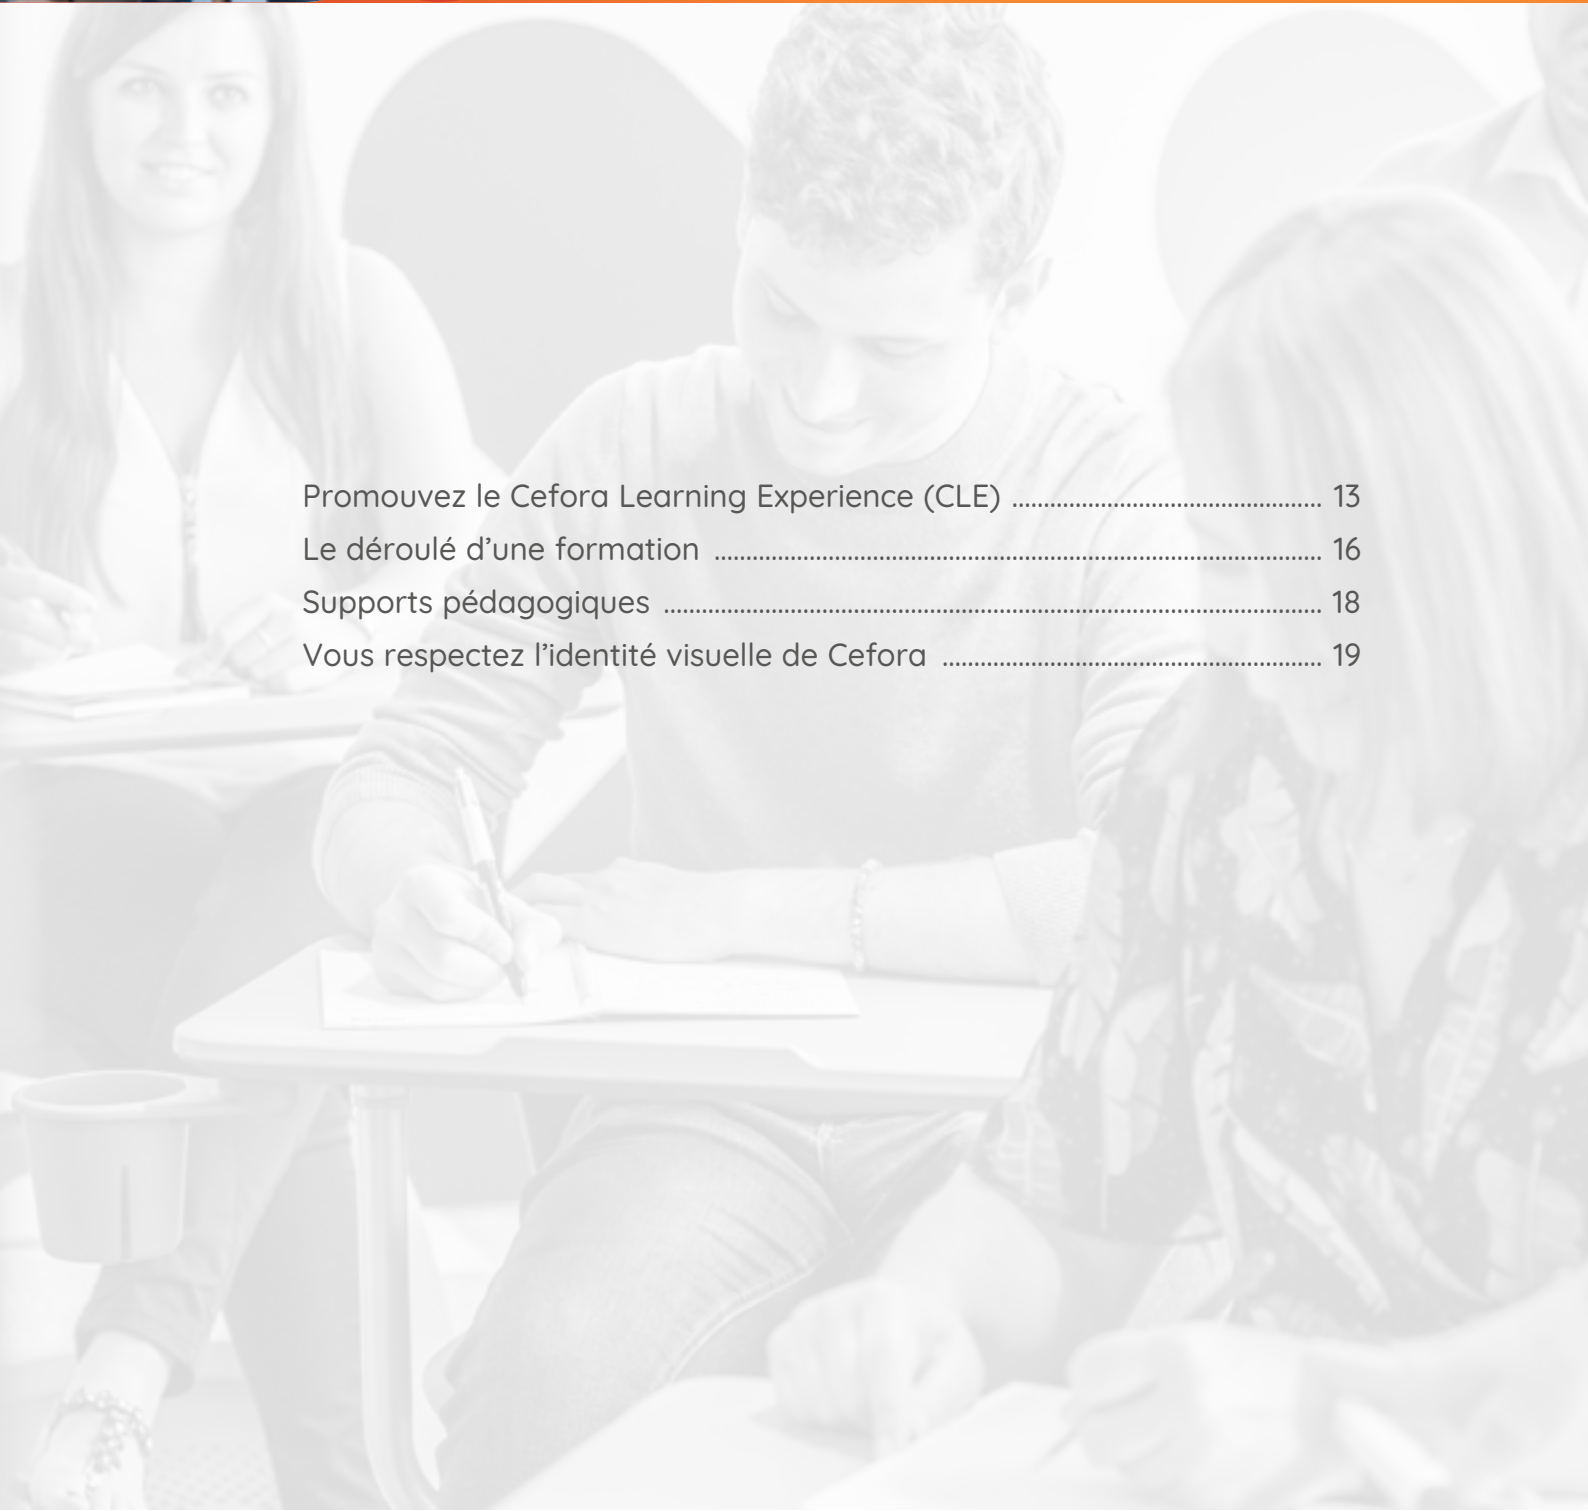 Promouvez le Cefora Learning Experience (CLE) ................................................. 13
Le déroulé d’une formation ................................................................................................ 16
Supports pédagogiques ........................................................................................................ 18
Vous respectez l’identité visuelle de Cefora ............................................................ 19